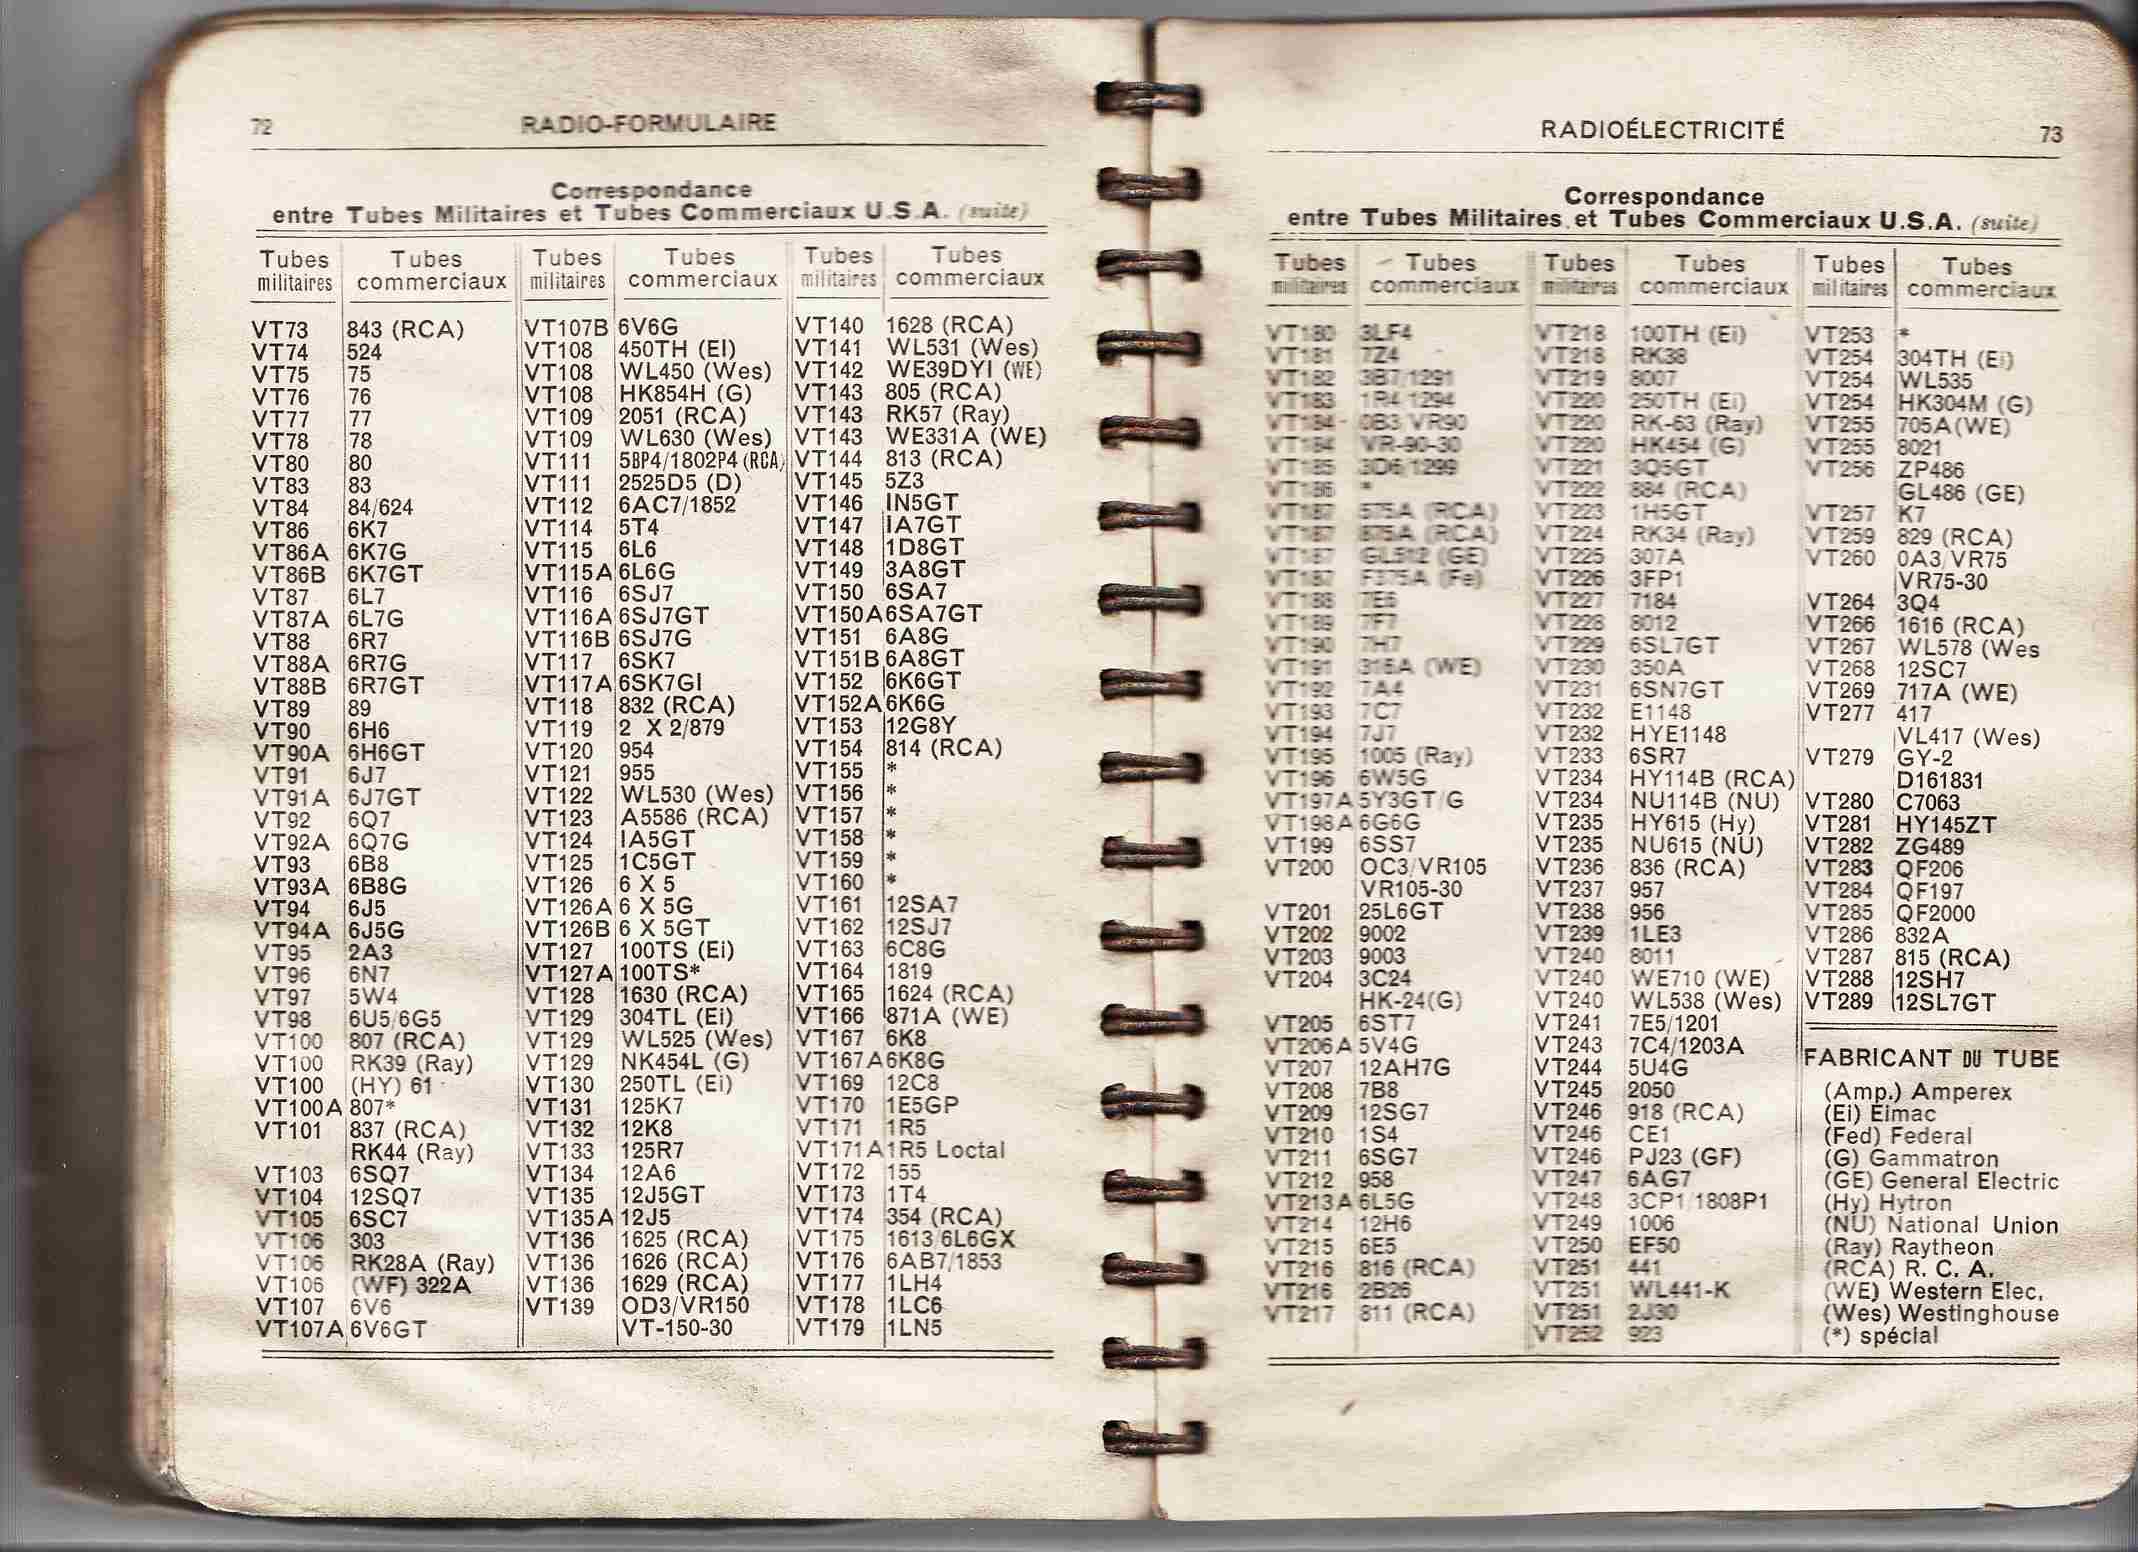 72
RADIO-FORMULAIRE
Correspondance
entre Tubes Militaires et Tubes Commerciaux U.S.A. (suite)
Tubes militaires
Tubes commerciaux
VT73 843 (RCA)
VT74 524
VT75 75
VT76 76
VT77 77
VT78 78
VT80 80
VT83 83
VT84 84/624
VT86 6K7
VT86A 6K7G
VT86B 6K7GT
VT87 6L7
VT87A 6L7G
VT88 6R7
VT88A 6R7G
VT88B 6R7GT
VT89 89
VT90 6H6
VT90A 6H6GT
VT91 6J7
VT91A 6J7GT
VT92 6Q7
VT92A 6Q7G
VT93 6B8
VT93A 6B8G
VT94 6J5
VT94A 6J5G
VT95 2A3
VT96 6N7
VT97 5W4
VT98 6U5/6G5
VT100 807 (RCA)
VT100 RK39 (Ray)
VT100 (HY) 61
VT100A 807*
VT101 837 (RCA)
RK44 (Ray)
VT103 6SQ7
VT104 12SQ7
VT105 6SC7
VT106 303
VT106 RK28A (Ray)
VT106 (WF) 322A
VT107 6V6
VT107A 6V6GT
Tubes militaires
Tubes commerciaux
VT107B 6V6G
VT108 450TH (EI)
VT108 WL450 (Wes)
VT108 HK854H (G)
VT109 2051 (RCA)
VT109 WL630 (Wes)
VT111 5BP4/1802P4 (RCA)
VT111 2525D5 (D)
VT112 6AC7/1852
VT114 5T4
VT115 6L6
VT115A 6L6G
VT116 6SJ7
VT116A 6SJ7GT
VT116B 6SJ7G
VT117 6SK7
VT117A 6SK7GI
VT118 832 (RCA)
VT119 2 X 2/879
VT120 954
VT121 955
VT122 WL530 (Wes)
VT123 A5586 (RCA)
VT124 IA5GT
VT125 1C5GT
VT126 6 X 5
VT126A 6 X 5G
VT126B 6 X 5GT
VT127 100TS (Ei)
VT127A 100TS*
VT128 1630 (RCA)
VT129 304TL (Ei)
VT129 WL525 (Wes)
VT129 NK454L (G)
VT130 250TL (Ei)
VT131 125K7
VT132 12K8
VT133 125R7
VT134 12A6
VT135 12J5GT
VT135A 12J5
VT136 1625 (RCA)
VT136 1626 (RCA)
VT136 1629 (RCA)
VT139 OD3/VR150
VT-150-30
Tubes militaires
Tubes commerciaux
VT140 1628 (RCA)
VT141 WL531 (Wes)
VT142 WE39DYI (WE)
VT143 805 (RCA)
VT143 RK57 (Ray)
VT143 WE331A (WE)
VT144 813 (RCA)
VT145 5Z3
VT146 IN5GT
VT147 IA7GT
VT148 1D8GT
VT149 3A8GT
VT150 6SA7
VT150A 6SA7GT
VT151 6A8G
VT151B 6A8GT
VT152 6K6GT
VT152A 6K6G
VT153 12G8Y
VT154 814 (RCA)
VT155 *
VT156 *
VT157 *
VT158 *
VT159 *
VT160 *
VT161 12SA7
VT162 12SJ7
VT163 6C8G
VT164 1819
VT165 1624 (RCA)
VT166 871A (WE)
VT167 6K8
VT167A 6K8G
VT169 12C8
VT170 1E5GP
VT171 1R5
VT171A 1R5 Loctal
VT172 155
VT173 1T4
VT174 354 (RCA)
VT175 1613/6L6GX
VT176 6AB7/1853
VT177 1LH4
VT178 1LC6
VT179 1LN5
RADIOÉLECTRICITÉ
73
Correspondance
entre Tubes Militaires et Tubes Commerciaux U.S.A. (suite)
Tubes militaires
Tubes commerciaux
VT180 3LF4
VT181 7Z4
VT182 3B7/1291
VT183 1R4/1294
VT184 0B3/VR90
VT184 VR-90-30
VT185 3D6/1299
VT186 *
VT187 575A (RCA)
VT187 (RCA)
VT187 GL512 (GE)
VT187 F375A (Fe)
VT188 7E6
VT189 7F7
VT190 7H7
VT191 316A (WE)
VT192 7A4
VT193 7C7
VT194 7J7
VT195 1005 (Ray)
VT196 6W5G
VT197A 5Y3GT/G
VT198A 6G6G
VT199 6SS7
VT200 OC3/VR105
VR105-30
VT201 25L6GT
VT202 9002
VT203 9003
VT204 3C24
HK-24(G)
VT205 6ST7
VT206A 5V4G
VT207 12AH7G
VT208 7B8
VT209 12SG7
VT210 1S4
VT211 6SG7
VT212 958
VT213A 6L5G
VT214 12H6
VT215 6E5
VT216 816 (RCA)
VT216 2B26
VT217 811 (RCA)
Tubes militaires
Tubes commerciaux
VT218 100TH (Ei)
VT218 RK38
VT219 8007
VT220 250TH (Ei)
VT220 RK-63 (Ray)
VT220 HK454 (G)
VT221 3Q5GT
VT222 884 (RCA)
VT223 1H5GT
VT224 RK34 (Ray)
VT225 307A
VT226 3FP1
VT227 7184
VT228 8012
VT229 6SL7GT
VT230 350A
VT231 6SN7GT
VT232 E1148
VT232 HYE1148
VT233 6SR7
VT234 HY114B (RCA)
VT234 NU114B (NU)
VT235 HY615 (Hy)
VT235 NU615 (NU)
VT236 836 (RCA)
VT237 957
VT238 956
VT239 1LE3
VT240 8011
VT240 WE710 (WE)
VT240 WL538 (Wes)
VT241 7E5/1201
VT243 7C4/1203A
VT244 5U4G
VT245 2050
VT246 918 (RCA)
VT246 CE1
VT246 PJ23 (GF)
VT247 6AG7
VT248 3CP1/1808P1
VT249 1006
VT250 EF50
VT251 441
VT251 WL441-K
VT251 2J30
VT252 923
Tubes militaires
Tubes commerciaux
VT253 *
VT254 304TH (Ei)
VT254 WL535
VT254 HK304M (G)
VT255 705A(WE)
VT255 8021
VT256 ZP486
GL486 (GE)
VT257 K7
VT259 829 (RCA)
VT260 0A3/VR75
VR75-30
VT264 3Q4
VT266 1616 (RCA)
VT267 WL578 (Wes
VT268 12SC7
VT269 717A (WE)
VT277 417
VL417 (Wes)
VT279 GY-2
D161831
VT280 C7063
VT281 HY145ZT
VT282 ZG489
VT283 QF206
VT284 QF197
VT285 QF2000
VT286 832A
VT287 815 (RCA)
VT288 12SH7
VT289 12SL7GT
FABRICANT DU TUBE
(Amp.) Amperex
(Ei) Eimac
(Fed) Federal
(G) Gammatron
(GE) General Electric
(Hy) Hytron
(NU) National Union
(Ray) Raytheon
(RCA) R. C. A.
(WE) Western Elec.
(Wes) Westinghouse
(*) spécial